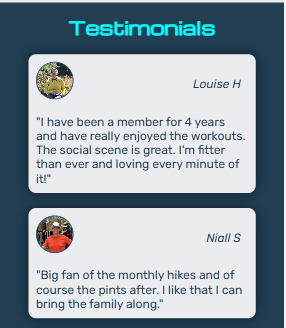 Testimonials
Louise H
"I have been a member for 4 years
and have really enjoyed the workouts.
The social scene is great. I'm fitter
than ever and loving every minute of
it!"
Niall S
"Big fan of the monthly hikes and of
course the pints after. I like that I can
bring the family along."